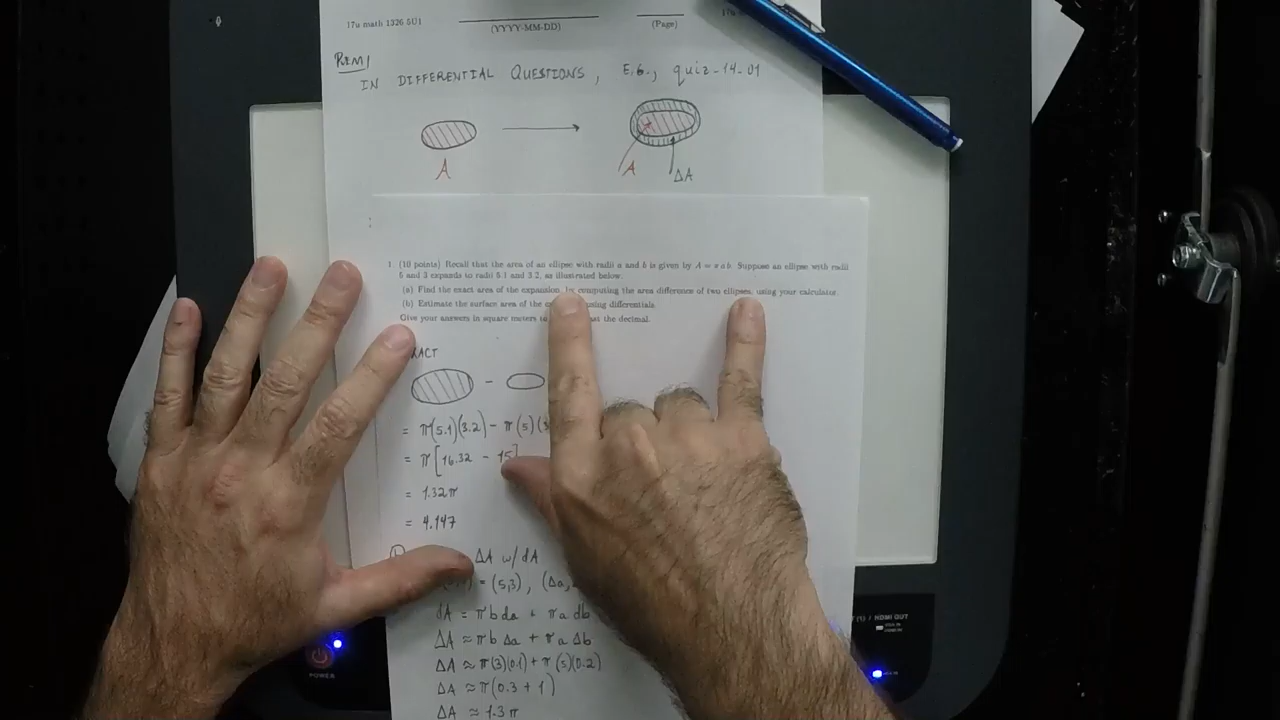 17u math 1326 5U1
(YYYY-MM-DD)
(Page)
REM/
IN DIFFERENTIAL QUESTIONS, E.G., quiz-14-01
A
A
ΔA
1. (10 points) Recall that the area of an ellipse with radii a and b is given by A = π a b. Suppose an ellipse with radii
5 and 3 expands to radii 5.1 and 3.2, as illustrated below.
(a) Find the exact area of the expansion, by computing the area difference of two ellipses, using your calculator.
(b) Estimate the surface area of the using differentials.
Give your answers in square meters to the decimal.
–
= π(5.1)(3.2) – π(5)(3
= π[16.32 – 15]
= 1.32π
= 4.147
ΔA w/ dA
= (5,3), (Δa,
dA = π b da + π a db
ΔA ≈ π b Δa + π a Δb
ΔA ≈ π(3)(0.1) + π(5)(0.2)
ΔA ≈ π(0.3 + 1)
ΔA ≈ 1.3π
HDMI OUT
POWER